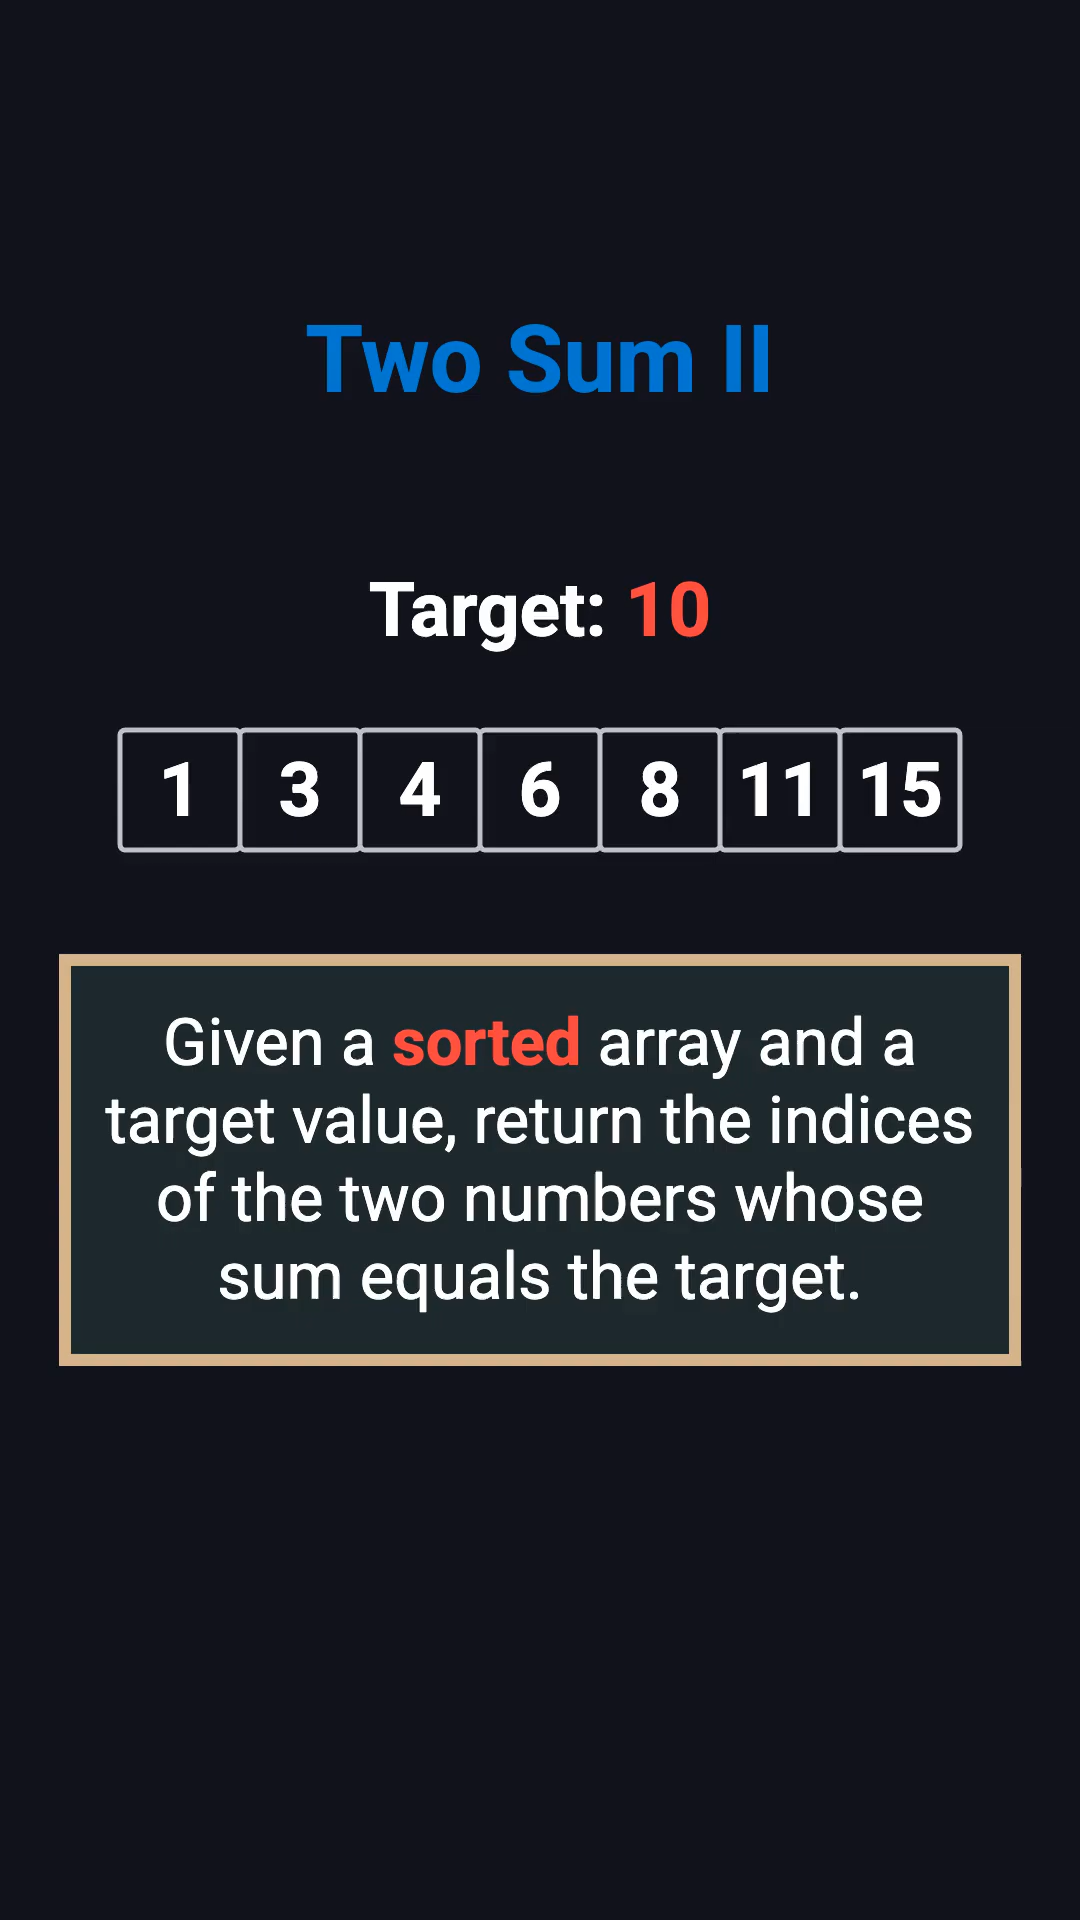 Two Sum II
Target: 10
1 3 4 6 8 11 15
Given a sorted array and a
target value, return the indices
of the two numbers whose
sum equals the target.